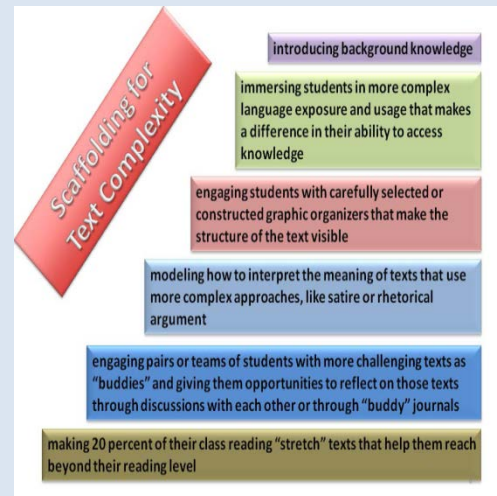 Scaffolding for
Text Complexity
introducing background knowledge
immersing students in more complex
language exposure and usage that makes
a difference in their ability to access
knowledge
engaging students with carefully selected or
constructed graphic organizers that make the
structure of the text visible
modeling how to interpret the meaning of texts that use
more complex approaches, like satire or rhetorical
argument
engaging pairs or teams of students with more challenging texts as
“buddies” and giving them opportunities to reflect on those texts
through discussions with each other or through “buddy” journals
making 20 percent of their class reading “stretch” texts that help them reach
beyond their reading level